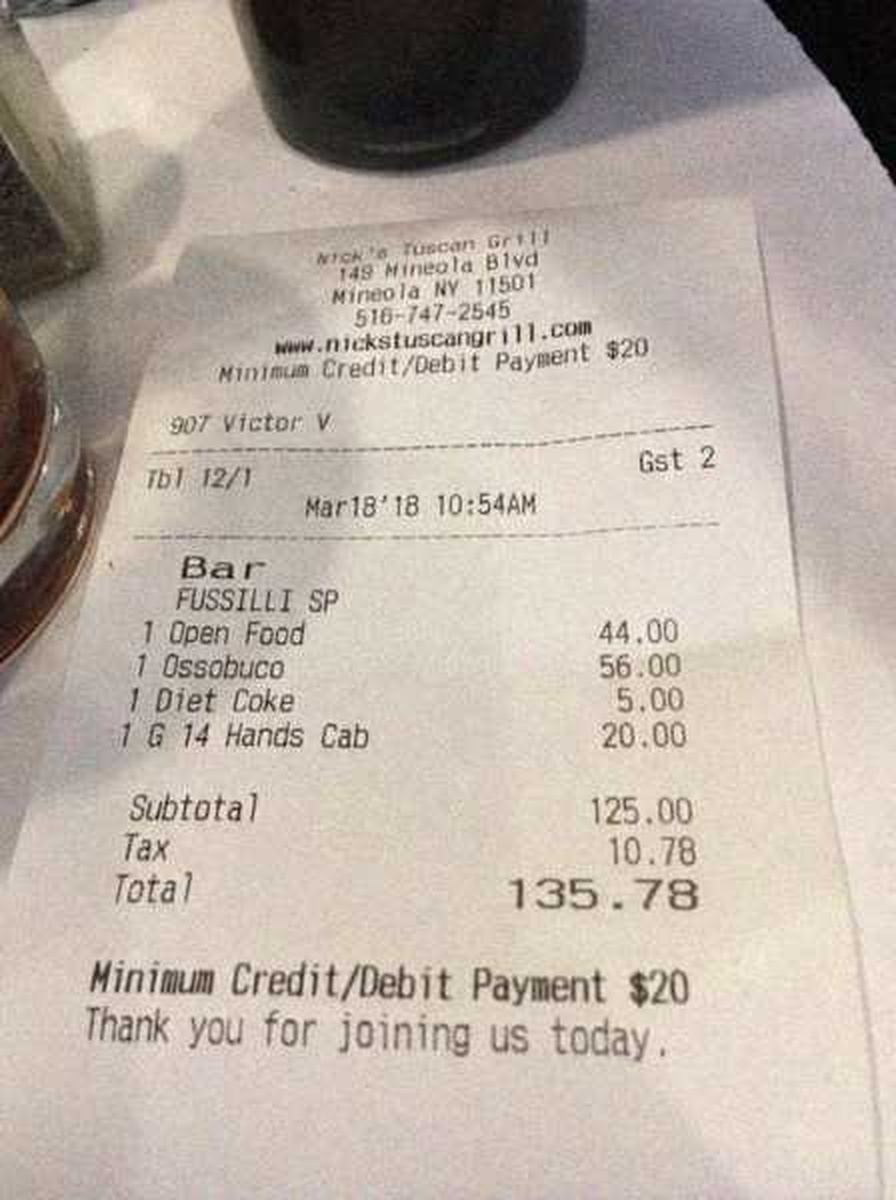 Nick's Tuscan Grill
149 Mineola Blvd
Mineola NY 11501
516-747-2545
www.nickstuscangrill.com
Minimum Credit/Debit Payment $20
907 Victor V
Tbl 12/1 Gst 2
Mar18'18 10:54AM
Bar
FUSSILLI SP
1 Open Food 44.00
1 Ossobuco 56.00
1 Diet Coke 5.00
1 G 14 Hands Cab 20.00
Subtotal 125.00
Tax 10.78
Total 135.78
Minimum Credit/Debit Payment $20
Thank you for joining us today.